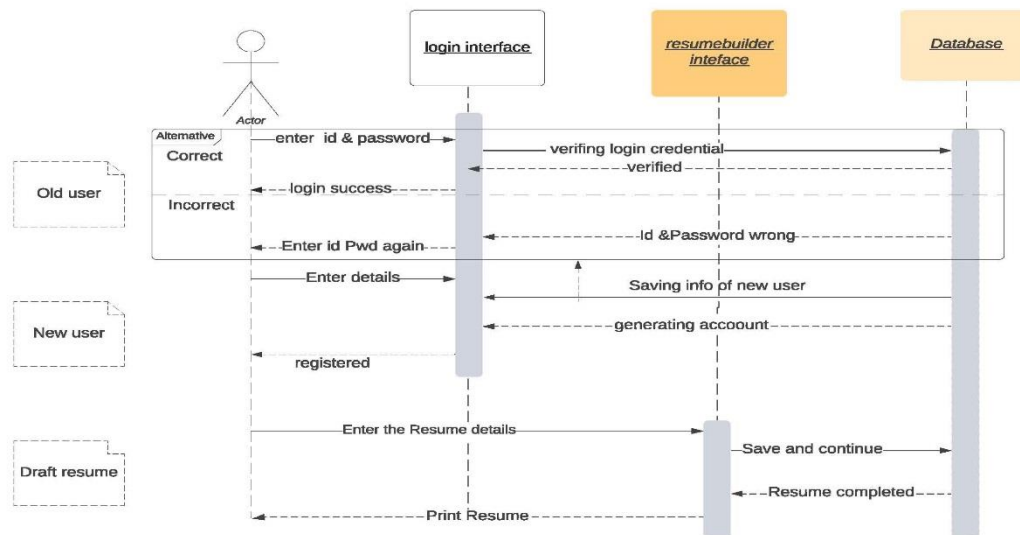 login interface
resumebuilder
inteface
Database
Actor
Alternative
enter id & password
Correct
verifing login credential
verified
Old user
login success
Incorrect
Id &Password wrong
Enter id Pwd again
Enter details
Saving info of new user
New user
generating accoount
registered
Enter the Resume details
Save and continue
Draft resume
Resume completed
Print Resume